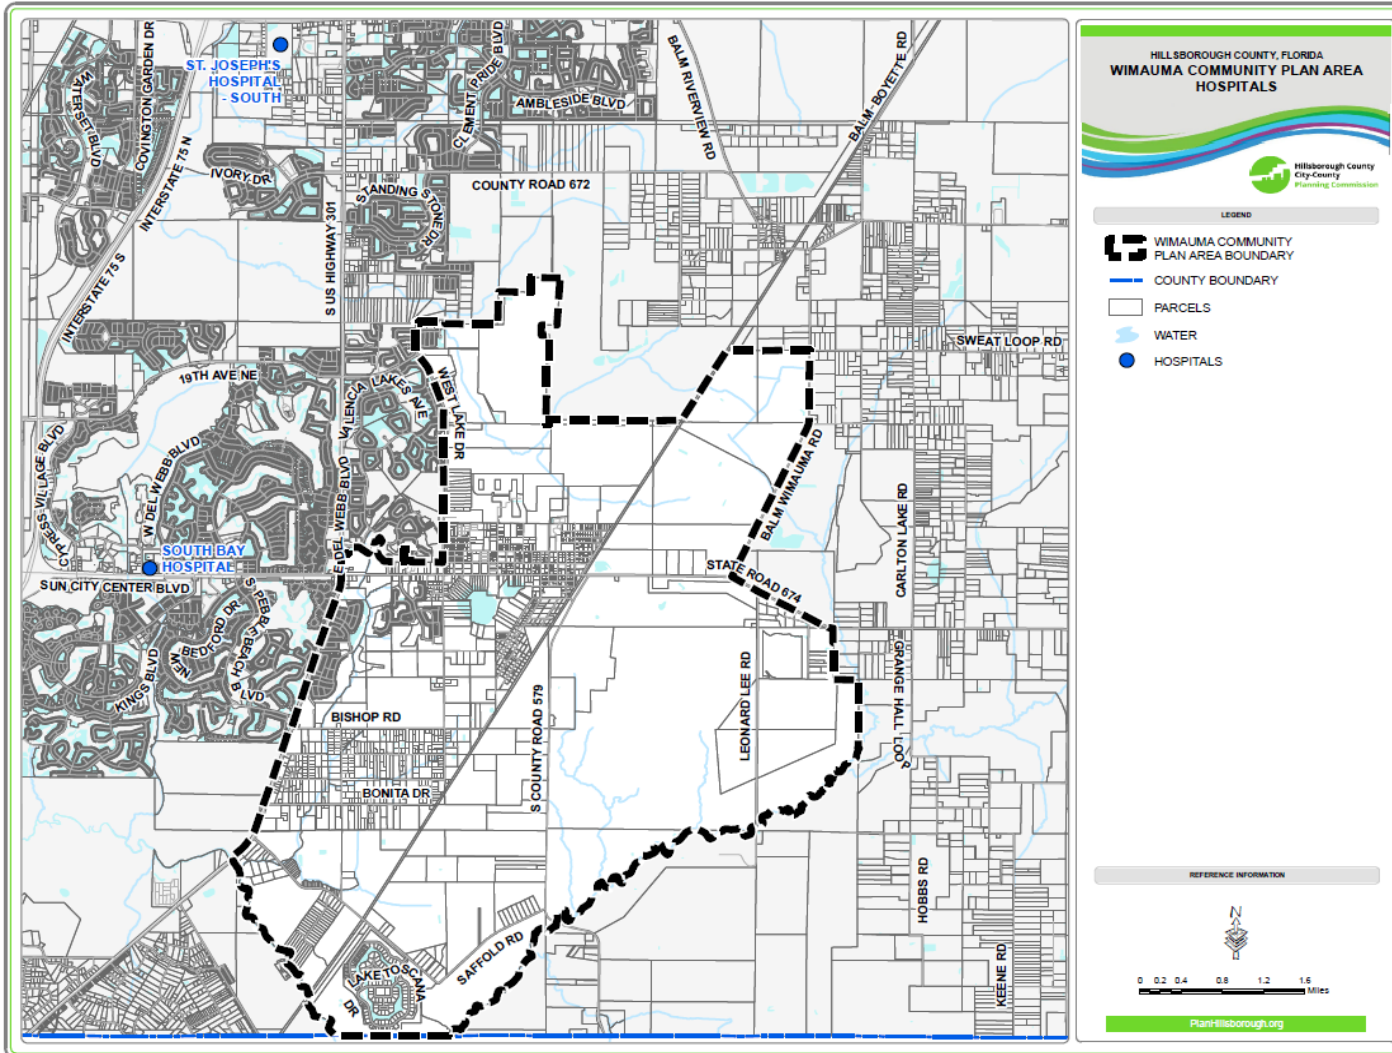 HILLSBOROUGH COUNTY, FLORIDA
WIMAUMA COMMUNITY PLAN AREA
HOSPITALS
Hillsborough County
City-County
Planning Commission
LEGEND
WIMAUMA COMMUNITY
PLAN AREA BOUNDARY
COUNTY BOUNDARY
PARCELS
WATER
HOSPITALS
REFERENCE INFORMATION
N
0 0.2 0.4 0.8 1.2 1.6
Miles
PlanHillsborough.org
ST. JOSEPH'S
HOSPITAL
- SOUTH
WATERSET BLVD
COVINGTON GARDEN DR
INTERSTATE 75 N
INTERSTATE 75 S
IVORY DR
S US HIGHWAY 301
CLEMENT PRIDE BLVD
AMBLESIDE BLVD
BALM RIVERVIEW RD
BALM BOYETTE RD
STANDING STONE DR
COUNTY ROAD 672
SWEAT LOOP RD
19TH AVE NE
VALENCIA LAKES AVE
WEST LAKE DR
CYPRESS VILLAGE BLVD
W DEL WEBB BLVD
E DEL WEBB BLVD
BALM WIMAUMA RD
CARLTON LAKE RD
SOUTH BAY
HOSPITAL
SUN CITY CENTER BLVD
STATE ROAD 674
S PEBBLE BEACH BLVD
NEW BEDFORD DR
KINGS BLVD
GRANGE HALL LOOP
LEONARD LEE RD
S COUNTY ROAD 579
BISHOP RD
BONITA DR
HOBBS RD
KEENE RD
SAFFOLD RD
LAKE TOSCANA
DR